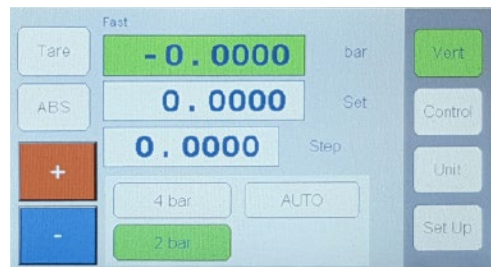 Fast
Tare
-0.0000 bar
Vent
ABS
0.0000 Set
Control
0.0000 Step
+
Unit
4 bar
AUTO
-
2 bar
Set Up